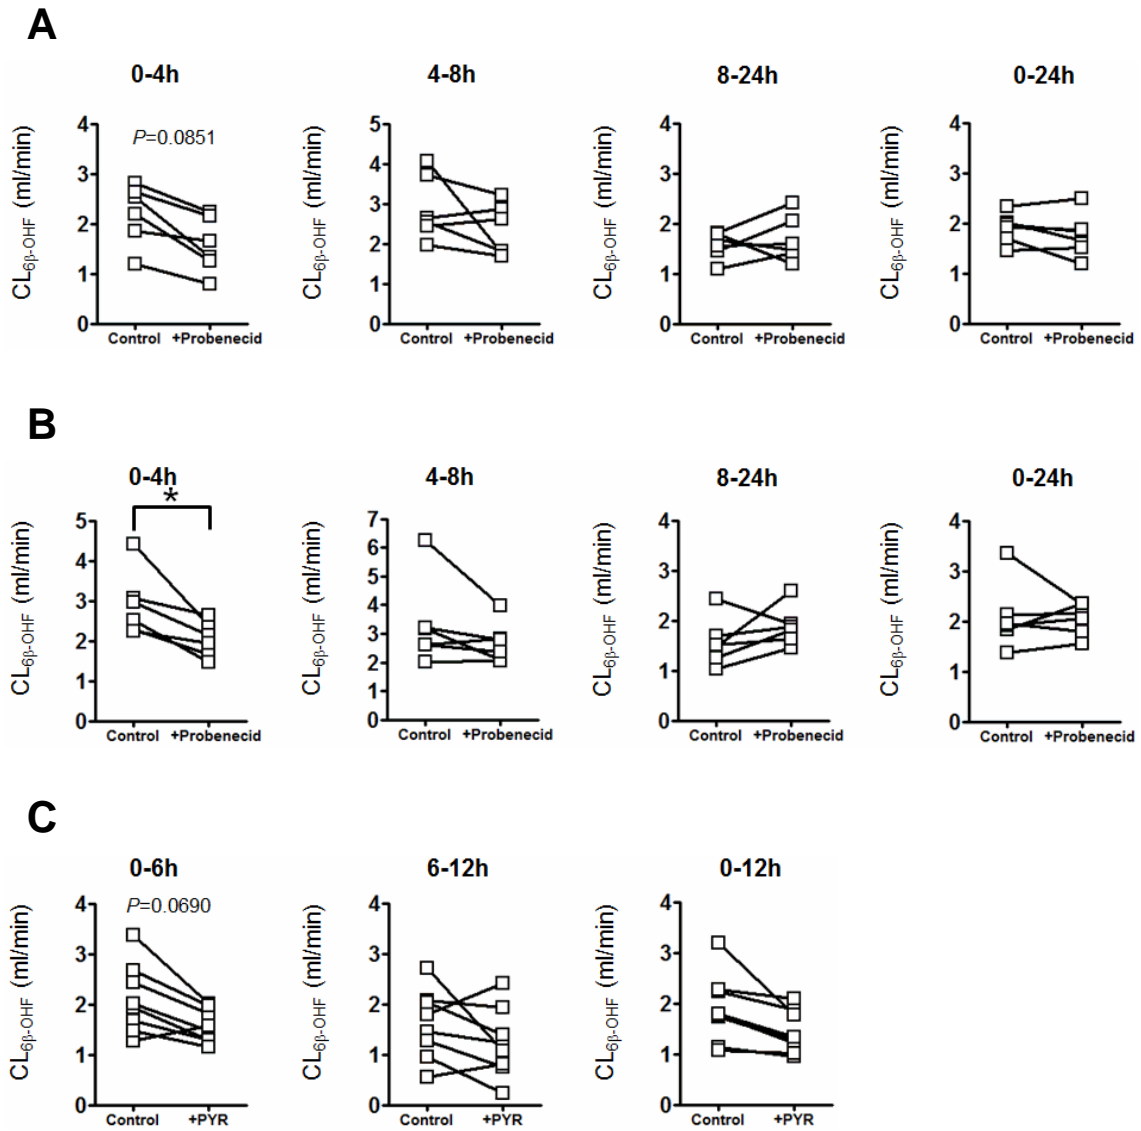 A
0-4h
4-8h
8-24h
0-24h
P=0.0851
CL6β-OHF (ml/min)
4
3
2
1
0
Control +Probenecid
CL6β-OHF (ml/min)
5
4
3
2
1
0
Control +Probenecid
CL6β-OHF (ml/min)
4
3
2
1
0
Control +Probenecid
CL6β-OHF (ml/min)
4
3
2
1
0
Control +Probenecid
B
0-4h
4-8h
8-24h
0-24h
*
CL6β-OHF (ml/min)
5
4
3
2
1
0
Control +Probenecid
CL6β-OHF (ml/min)
7
6
5
4
3
2
1
0
Control +Probenecid
CL6β-OHF (ml/min)
4
3
2
1
0
Control +Probenecid
CL6β-OHF (ml/min)
4
3
2
1
0
Control +Probenecid
C
0-6h
6-12h
0-12h
P=0.0690
CL6β-OHF (ml/min)
4
3
2
1
0
Control +PYR
CL6β-OHF (ml/min)
4
3
2
1
0
Control +PYR
CL6β-OHF (ml/min)
4
3
2
1
0
Control +PYR